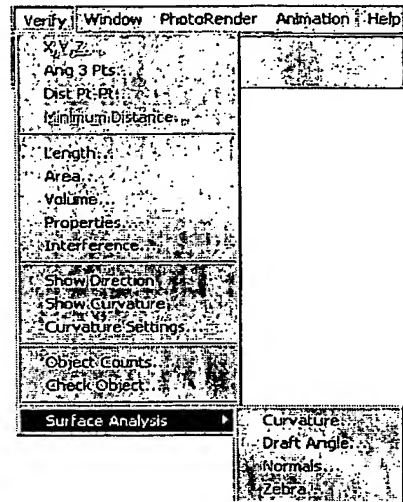 Verify Window PhotoRender Animation Help
X,Y,Z...
Ang 3 Pts
Dist Pt-Pt
Minimum Distance...
Length...
Area...
Volume...
Properties...
Interference
Show Direction
Show Curvature
Curvature Settings...
Object Counts
Check Object...
Surface Analysis
Curvature
Draft Angle...
Normals...
Zebra